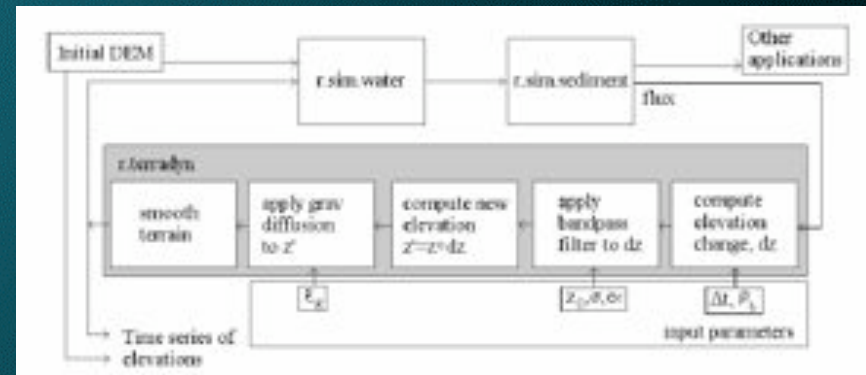 Initial DEM
r.sim.water
r.sim.sediment
Other
applications
flux
r.terradyn
smooth
terrain
apply grav
diffusion
to z'
compute new
elevation
z'=z+dz
apply
bandpass
filter to dz
compute
elevation
change, dz
input parameters
Time series of
elevations